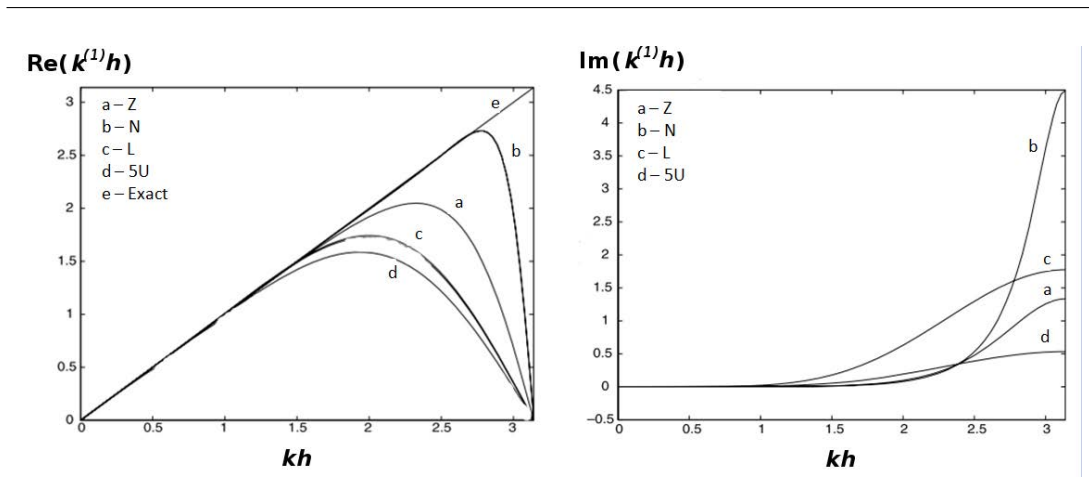 Re(k^(1)h)
3
2.5
2
1.5
1
0.5
0
a – Z
b – N
c – L
d – 5U
e – Exact
e
b
a
c
d
0
0.5
1
1.5
2
2.5
3
kh
Im(k^(1)h)
4.5
4
3.5
3
2.5
2
1.5
1
0.5
0
−0.5
a – Z
b – N
c – L
d – 5U
b
c
a
d
0
0.5
1
1.5
2
2.5
3
kh